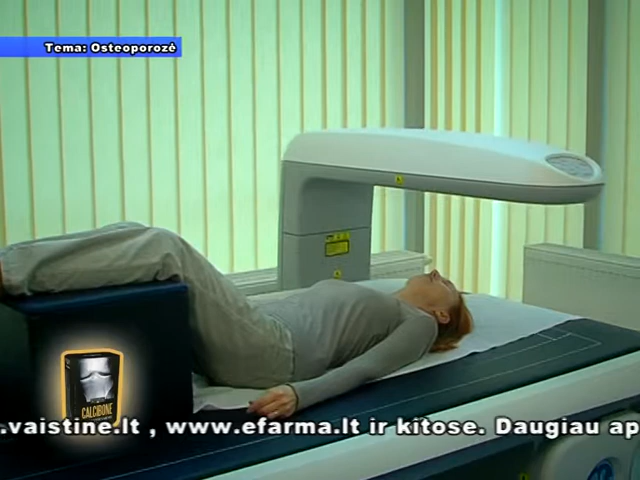 Tema: Osteoporozė
CALCIBONE
.vaistine.lt , www.efarma.lt ir kitose. Daugiau ap